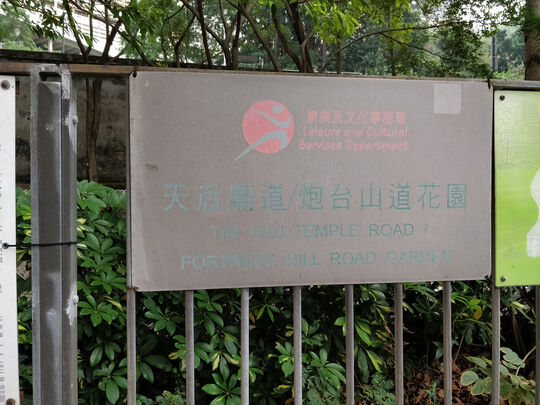 康樂及文化事務署
Leisure and Cultural
Services Department
天后廟道/炮台山道花園
TIN HAU TEMPLE ROAD /
FORTRESS HILL ROAD GARDEN